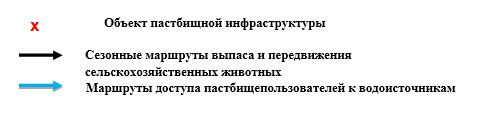 х Объект пастбищной инфраструктуры
Сезонные маршруты выпаса и передвижения
сельскохозяйственных животных
Маршруты доступа пастбищепользователей к водоисточникам